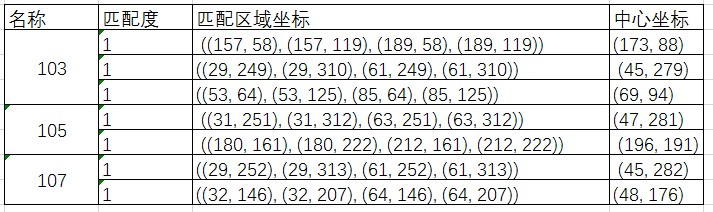 名称 匹配度 匹配区域坐标 中心坐标
103 1 ((157, 58), (157, 119), (189, 58), (189, 119)) (173, 88)
1 ((29, 249), (29, 310), (61, 249), (61, 310)) (45, 279)
1 ((53, 64), (53, 125), (85, 64), (85, 125)) (69, 94)
105 1 ((31, 251), (31, 312), (63, 251), (63, 312)) (47, 281)
1 ((180, 161), (180, 222), (212, 161), (212, 222)) (196, 191)
107 1 ((29, 252), (29, 313), (61, 252), (61, 313)) (45, 282)
1 ((32, 146), (32, 207), (64, 146), (64, 207)) (48, 176)